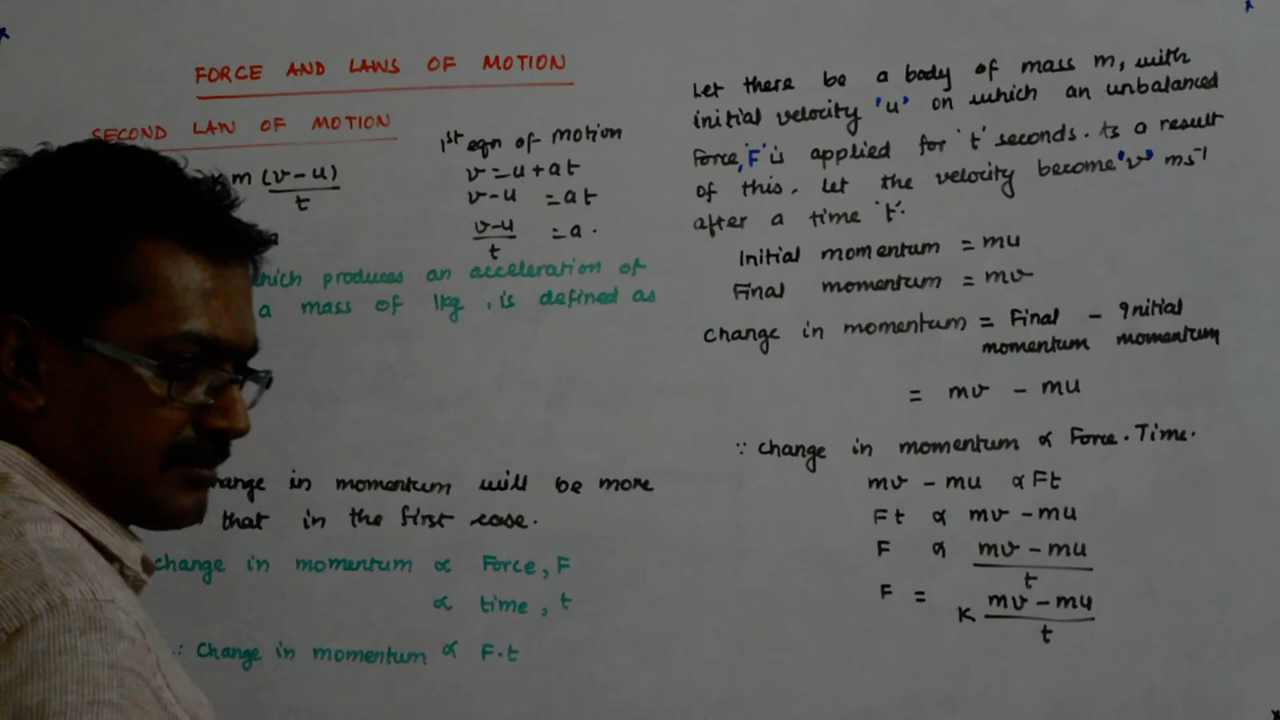 FORCE AND LAWS OF MOTION
SECOND LAW OF MOTION
m (v-u)
t
1st eqn of motion
v = u + at
v-u = at
v-u = a.
t
which produces an acceleration of
a mass of 1kg, is defined as
change in momentum will be more
that in the first case.
change in momentum ∝ Force, F
∝ time, t
∴ change in momentum ∝ F.t
Let there be a body of mass m, with
initial velocity 'u' on which an unbalanced
force, 'F' is applied for 't' seconds. As a result
of this. Let the velocity become 'v' ms⁻¹
after a time 't'.
Initial momentum = mu
Final momentum = mv
change in momentum = Final - Initial
momentum momentum
= mv - mu
∵ change in momentum ∝ Force . Time.
mv - mu ∝ Ft
Ft ∝ mv - mu
F ∝ mv - mu
t
F = K mv - mu
t